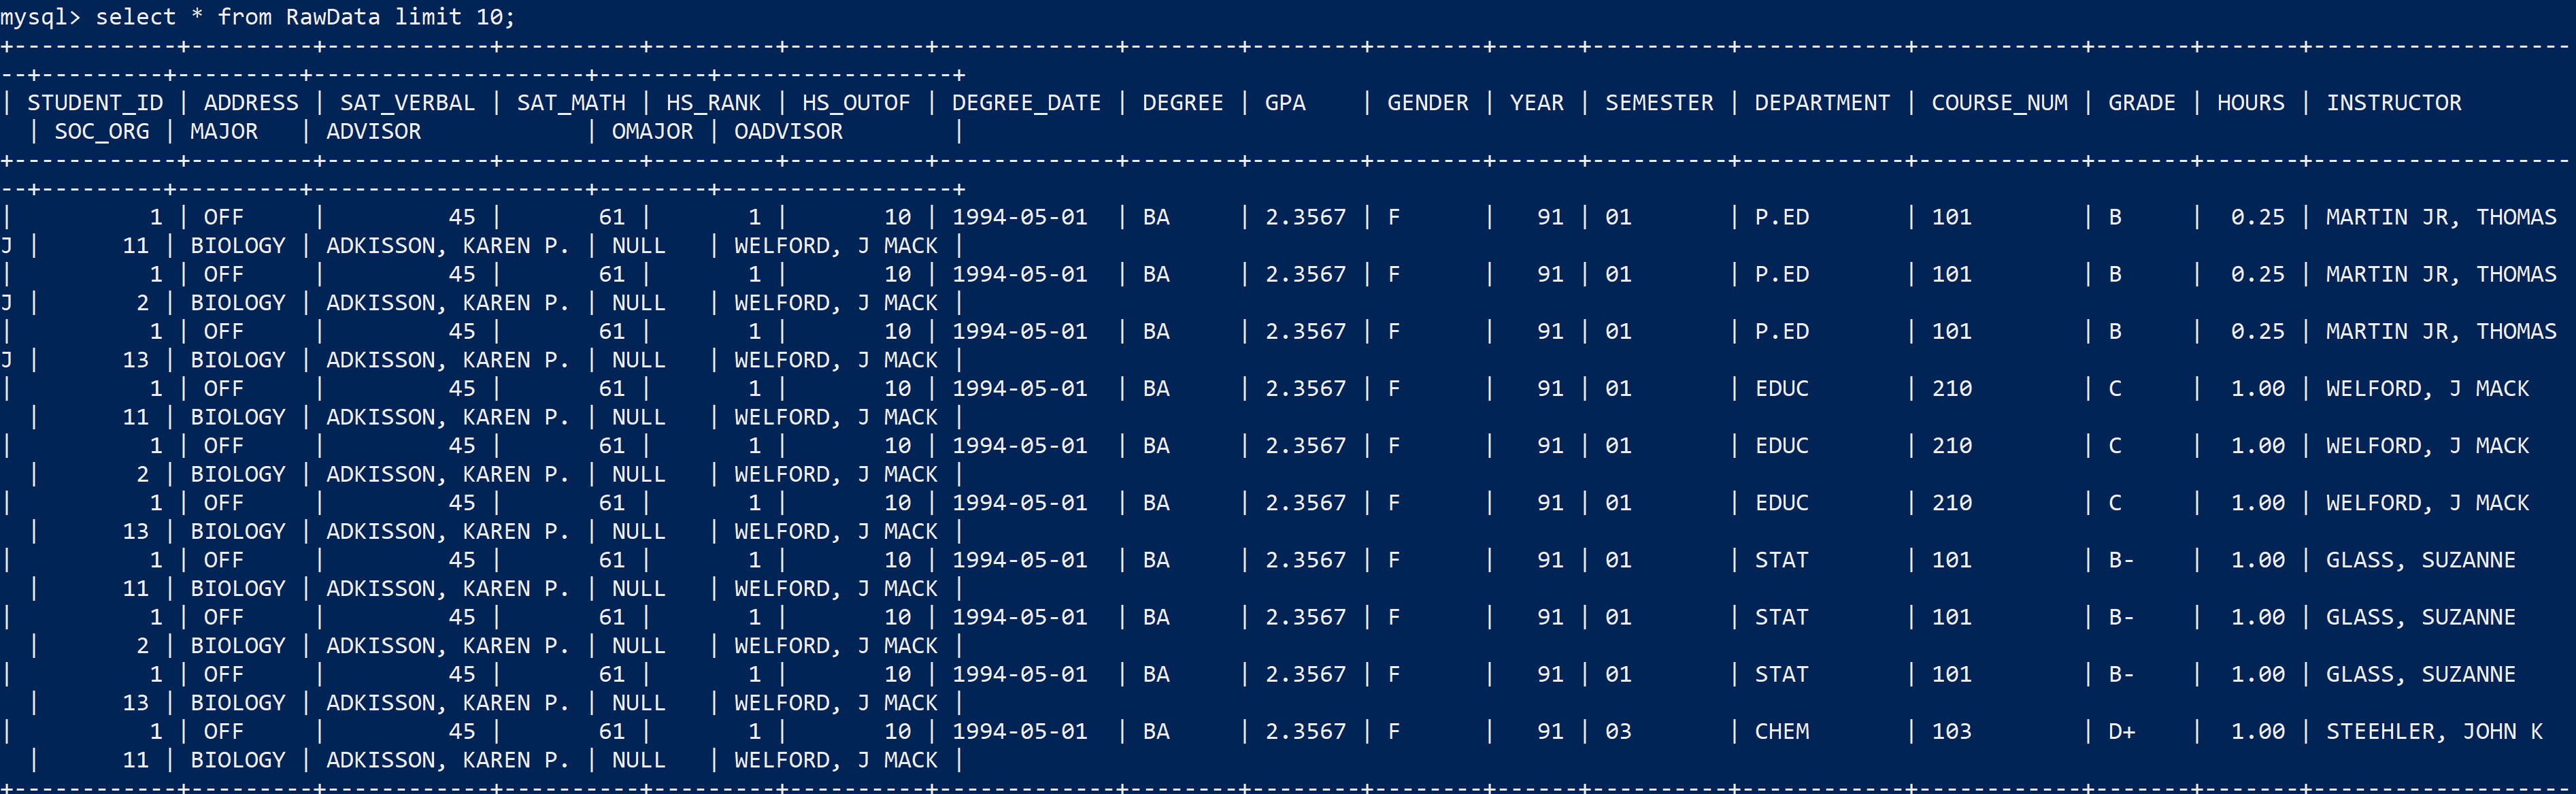 mysql> select * from RawData limit 10;
+------------+---------+------------+----------+---------+----------+-------------+--------+--------+--------+------+----------+------------+------------+-------+-------+-------------------
--+---------+---------+--------------------+--------+-----------------+
| STUDENT_ID | ADDRESS | SAT_VERBAL | SAT_MATH | HS_RANK | HS_OUTOF | DEGREE_DATE | DEGREE | GPA    | GENDER | YEAR | SEMESTER | DEPARTMENT | COURSE_NUM | GRADE | HOURS | INSTRUCTOR
  | SOC_ORG | MAJOR   | ADVISOR            | OMAJOR | OADVISOR        |
+------------+---------+------------+----------+---------+----------+-------------+--------+--------+--------+------+----------+------------+------------+-------+-------+-------------------
--+---------+---------+--------------------+--------+-----------------+
|          1 | OFF     |         45 |       61 |       1 |       10 | 1994-05-01  | BA     | 2.3567 | F      |   91 | 01       | P.ED       | 101        | B     |  0.25 | MARTIN JR, THOMAS
J |      11 | BIOLOGY | ADKISSON, KAREN P. | NULL   | WELFORD, J MACK |
|          1 | OFF     |         45 |       61 |       1 |       10 | 1994-05-01  | BA     | 2.3567 | F      |   91 | 01       | P.ED       | 101        | B     |  0.25 | MARTIN JR, THOMAS
J |       2 | BIOLOGY | ADKISSON, KAREN P. | NULL   | WELFORD, J MACK |
|          1 | OFF     |         45 |       61 |       1 |       10 | 1994-05-01  | BA     | 2.3567 | F      |   91 | 01       | P.ED       | 101        | B     |  0.25 | MARTIN JR, THOMAS
J |      13 | BIOLOGY | ADKISSON, KAREN P. | NULL   | WELFORD, J MACK |
|          1 | OFF     |         45 |       61 |       1 |       10 | 1994-05-01  | BA     | 2.3567 | F      |   91 | 01       | EDUC       | 210        | C     |  1.00 | WELFORD, J MACK
  |      11 | BIOLOGY | ADKISSON, KAREN P. | NULL   | WELFORD, J MACK |
|          1 | OFF     |         45 |       61 |       1 |       10 | 1994-05-01  | BA     | 2.3567 | F      |   91 | 01       | EDUC       | 210        | C     |  1.00 | WELFORD, J MACK
  |       2 | BIOLOGY | ADKISSON, KAREN P. | NULL   | WELFORD, J MACK |
|          1 | OFF     |         45 |       61 |       1 |       10 | 1994-05-01  | BA     | 2.3567 | F      |   91 | 01       | EDUC       | 210        | C     |  1.00 | WELFORD, J MACK
  |      13 | BIOLOGY | ADKISSON, KAREN P. | NULL   | WELFORD, J MACK |
|          1 | OFF     |         45 |       61 |       1 |       10 | 1994-05-01  | BA     | 2.3567 | F      |   91 | 01       | STAT       | 101        | B-    |  1.00 | GLASS, SUZANNE
  |      11 | BIOLOGY | ADKISSON, KAREN P. | NULL   | WELFORD, J MACK |
|          1 | OFF     |         45 |       61 |       1 |       10 | 1994-05-01  | BA     | 2.3567 | F      |   91 | 01       | STAT       | 101        | B-    |  1.00 | GLASS, SUZANNE
  |       2 | BIOLOGY | ADKISSON, KAREN P. | NULL   | WELFORD, J MACK |
|          1 | OFF     |         45 |       61 |       1 |       10 | 1994-05-01  | BA     | 2.3567 | F      |   91 | 01       | STAT       | 101        | B-    |  1.00 | GLASS, SUZANNE
  |      13 | BIOLOGY | ADKISSON, KAREN P. | NULL   | WELFORD, J MACK |
|          1 | OFF     |         45 |       61 |       1 |       10 | 1994-05-01  | BA     | 2.3567 | F      |   91 | 03       | CHEM       | 103        | D+    |  1.00 | STEEHLER, JOHN K
  |      11 | BIOLOGY | ADKISSON, KAREN P. | NULL   | WELFORD, J MACK |
+------------+---------+------------+----------+---------+----------+-------------+--------+--------+--------+------+----------+------------+------------+-------+-------+-------------------